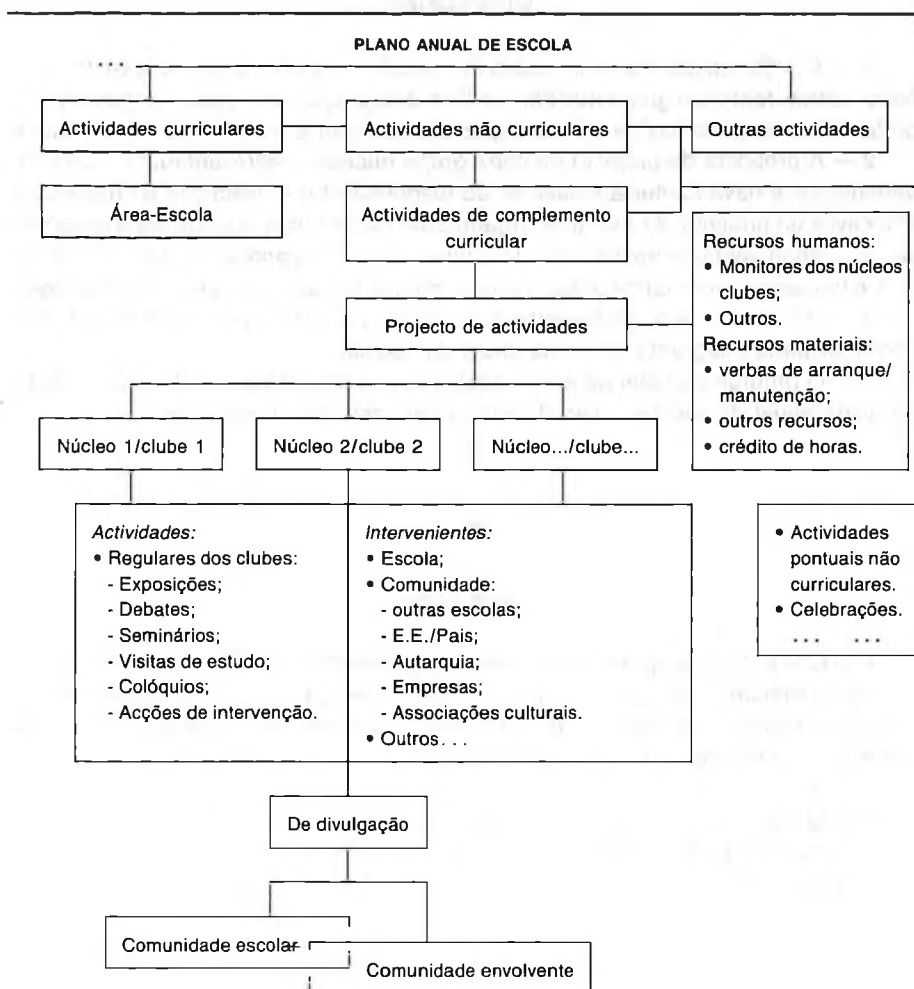 PLANO ANUAL DE ESCOLA
...
Actividades curriculares
Actividades não curriculares
Outras actividades
Área-Escola
Actividades de complemento
curricular
Projecto de actividades
Recursos humanos:
• Monitores dos núcleos
clubes;
• Outros.
Recursos materiais:
• verbas de arranque/
manutenção;
• outros recursos;
• crédito de horas.
Núcleo 1/clube 1
Núcleo 2/clube 2
Núcleo.../clube...
Actividades:
• Regulares dos clubes:
- Exposições;
- Debates;
- Seminários;
- Visitas de estudo;
- Colóquios;
- Acções de intervenção.
Intervenientes:
• Escola;
• Comunidade:
- outras escolas;
- E.E./Pais;
- Autarquia;
- Empresas;
- Associações culturais.
• Outros...
• Actividades
pontuais não
curriculares.
• Celebrações.
... ...
De divulgação
Comunidade escolar
Comunidade envolvente